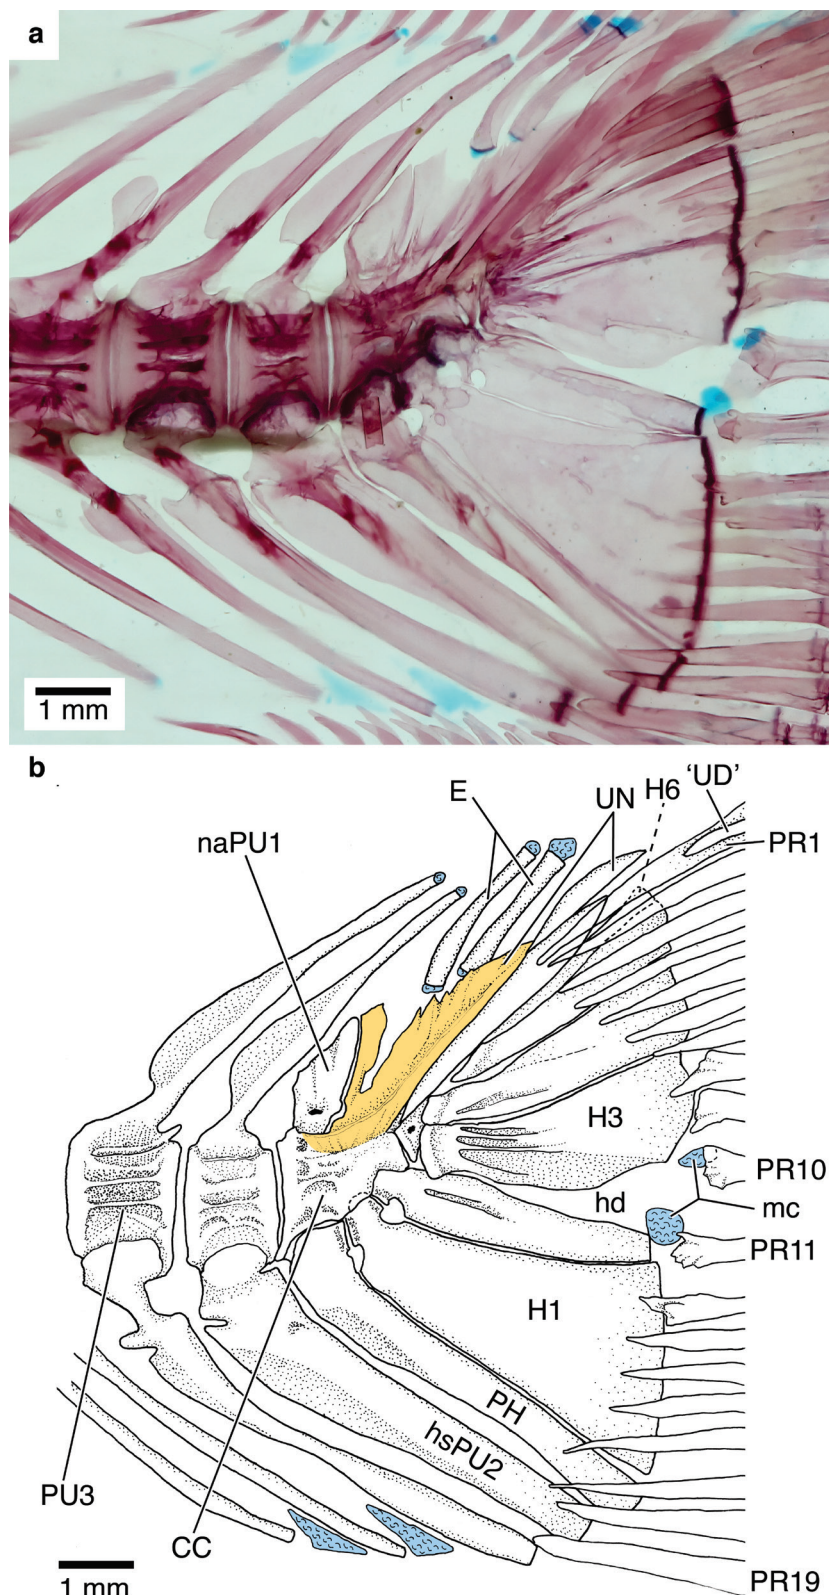 a
1 mm
b
E
UN
H6
'UD'
naPU1
PR1
H3
PR10
hd
mc
PR11
H1
PH
hsPU2
PU3
CC
PR19
1 mm